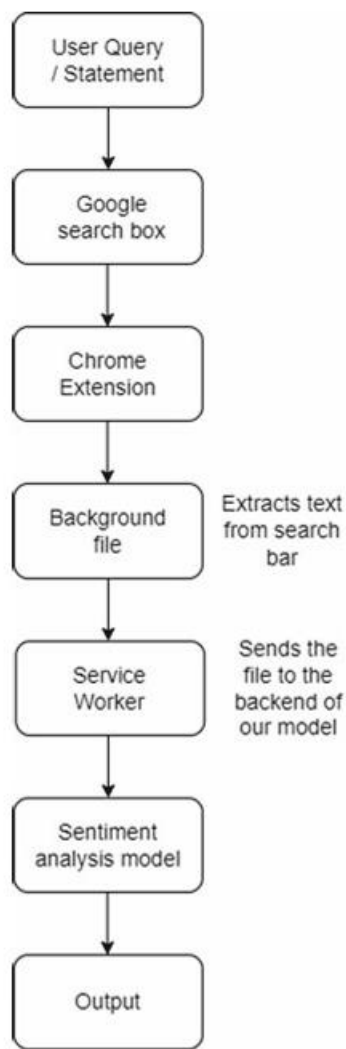 User Query
/ Statement
Google
search box
Chrome
Extension
Background
file
Extracts text
from search
bar
Service
Worker
Sends the
file to the
backend of
our model
Sentiment
analysis model
Output